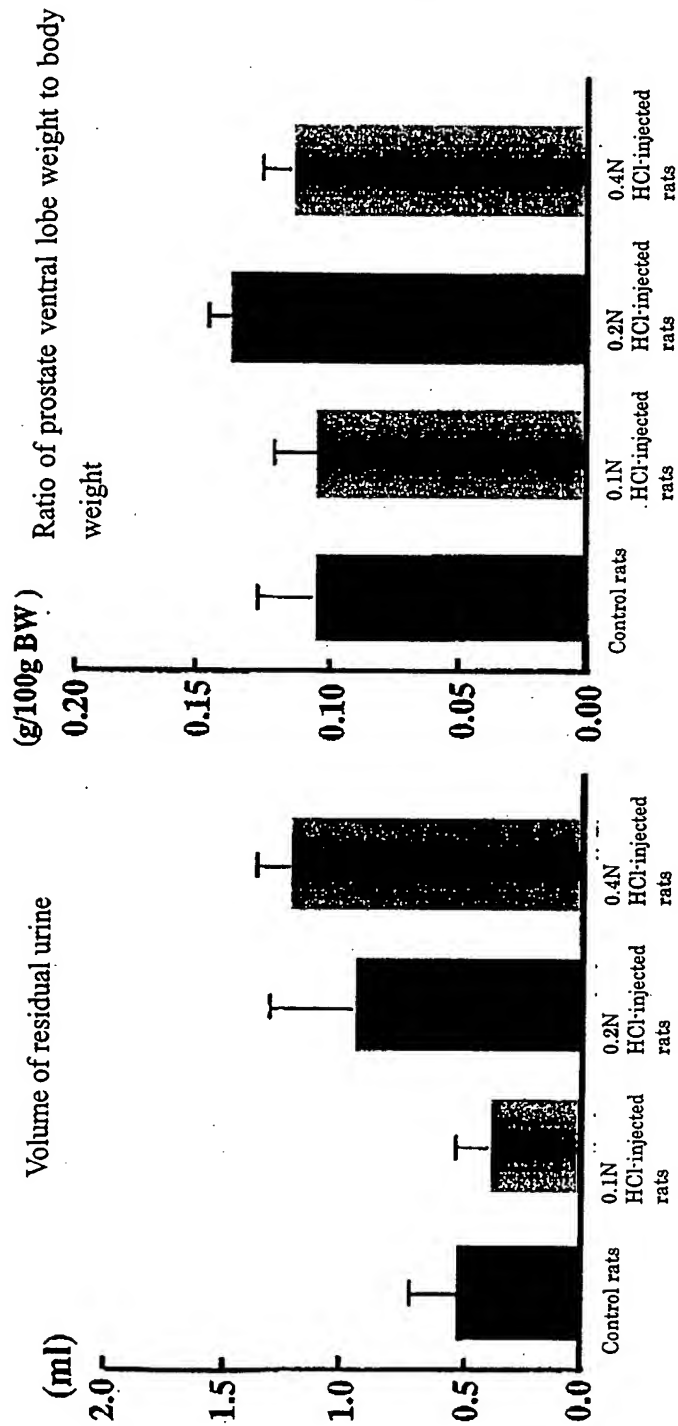 Volume of residual urine
(ml)
2.0
1.5
1.0
0.5
0.0
Control rats
0.1N
HCl-injected
rats
0.2N
HCl-injected
rats
0.4N
HCl-injected
rats
Ratio of prostate ventral lobe weight to body
weight
(g/100g BW)
0.20
0.15
0.10
0.05
0.00
Control rats
0.1N
.HCl-injected
rats
0.2N
HCl-injected
rats
0.4N
HCl-injected
rats